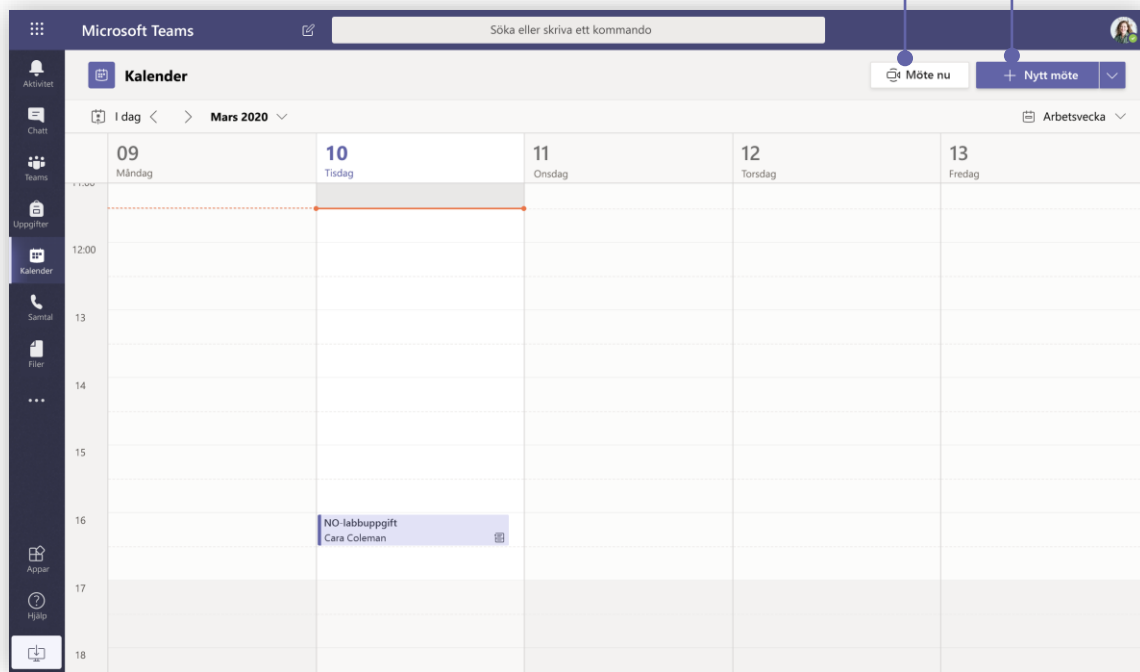 Microsoft Teams
Söka eller skriva ett kommando
Aktivitet
Chatt
Teams
Uppgifter
Kalender
Samtal
Filer
Appar
Hjälp
Kalender
Möte nu
Nytt möte
I dag
Mars 2020
Arbetsvecka
09
Måndag
10
Tisdag
11
Onsdag
12
Torsdag
13
Fredag
11:00
12:00
13
14
15
16
17
18
NO-labbuppgift
Cara Coleman